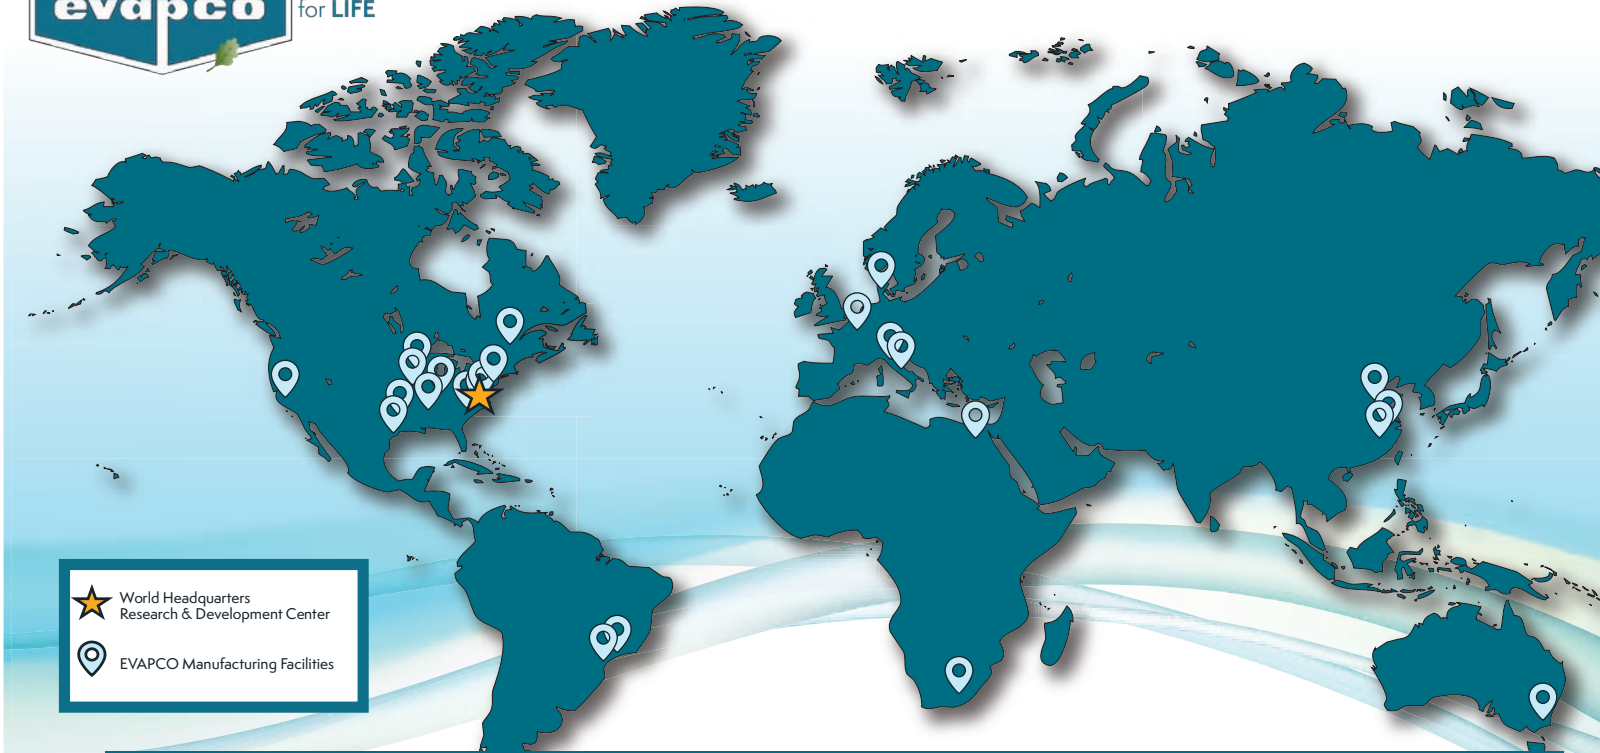 evapco
for LIFE
World Headquarters
Research & Development Center
EVAPCO Manufacturing Facilities